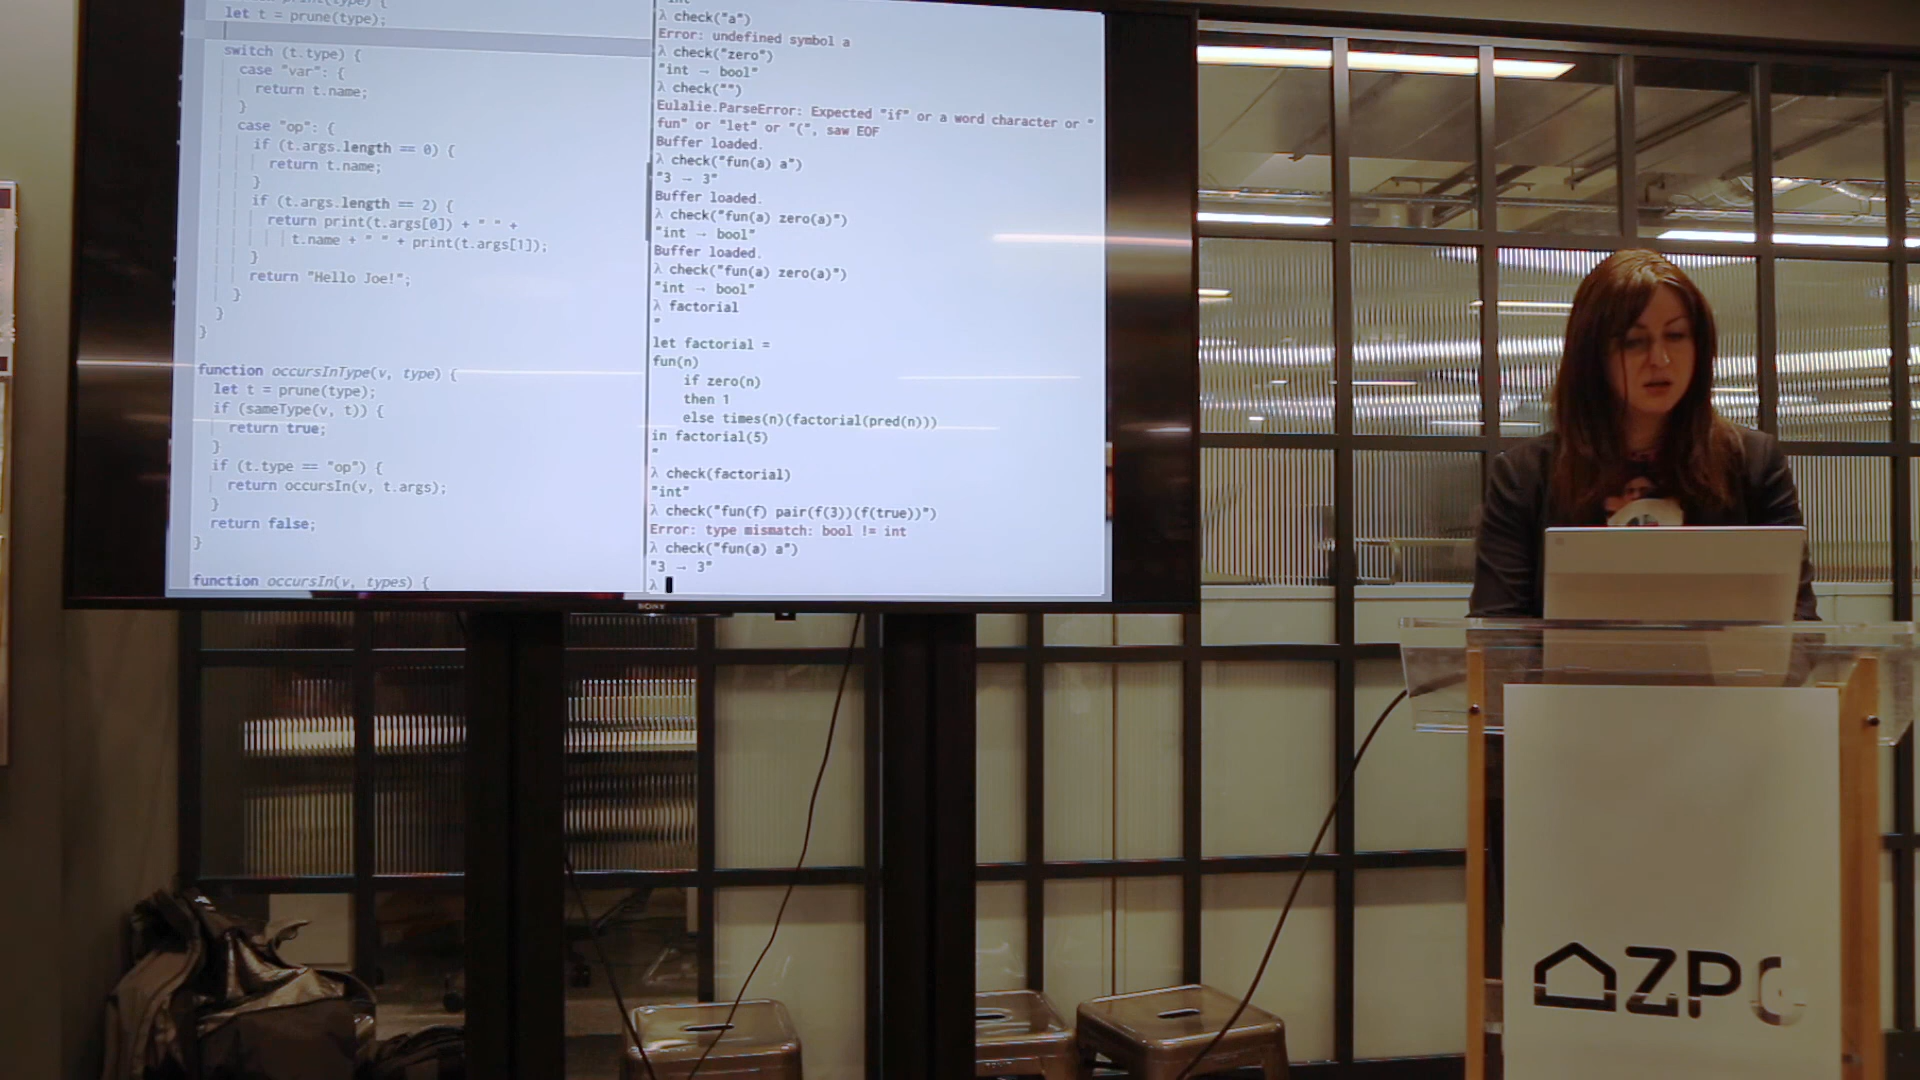 let t = prune(type);
switch (t.type) {
case "var": {
return t.name;
}
case "op": {
if (t.args.length == 0) {
return t.name;
}
if (t.args.length == 2) {
return print(t.args[0]) + " " +
t.name + " " + print(t.args[1]);
}
return "Hello Joe!";
}
}
}
function occursInType(v, type) {
let t = prune(type);
if (sameType(v, t)) {
return true;
}
if (t.type == "op") {
return occursIn(v, t.args);
}
return false;
}
function occursIn(v, types) {
λ check("a")
Error: undefined symbol a
λ check("zero")
"int → bool"
λ check("")
Eulalie.ParseError: Expected "if" or a word character or "
fun" or "let" or "(", saw EOF
Buffer loaded.
λ check("fun(a) a")
"3 → 3"
Buffer loaded.
λ check("fun(a) zero(a)")
"int → bool"
Buffer loaded.
λ check("fun(a) zero(a)")
"int → bool"
λ factorial
"
let factorial =
fun(n)
if zero(n)
then 1
else times(n)(factorial(pred(n)))
in factorial(5)
"
λ check(factorial)
"int"
λ check("fun(f) pair(f(3))(f(true))")
Error: type mismatch: bool != int
λ check("fun(a) a")
"3 → 3"
λ
SONY
ZPG